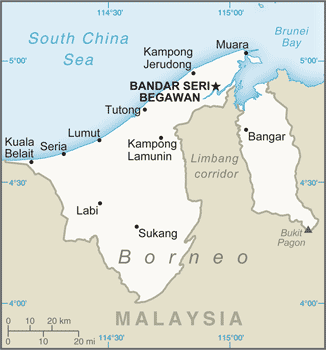 114°30'
115°00'
South China
Sea
Brunei
Bay
Muara
Kampong
Jerudong
5°00'
5°00'
BANDAR SERI
BEGAWAN
Tutong
Bangar
Lumut
Kuala
Belait
Seria
Kampong
Lamunin
Limbang
corridor
4°30'
4°30'
Labi
Sukang
Bukit
Pagon
Borneo
4°00'
4°00'
0 10 20 km
MALAYSIA
0 10 20 mi
114°30'
115°00'